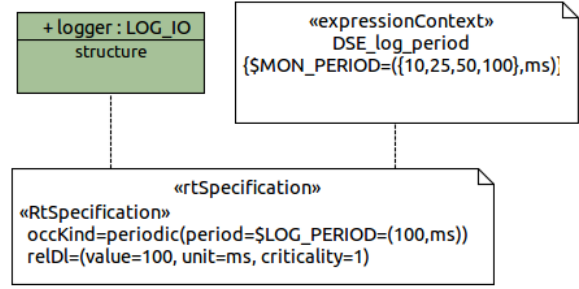 + logger : LOG_IO
structure
«expressionContext»
DSE_log_period
{$MON_PERIOD=({10,25,50,100},ms)}
«rtSpecification»
«RtSpecification»
occKind=periodic(period=$LOG_PERIOD=(100,ms))
relDl=(value=100, unit=ms, criticality=1)